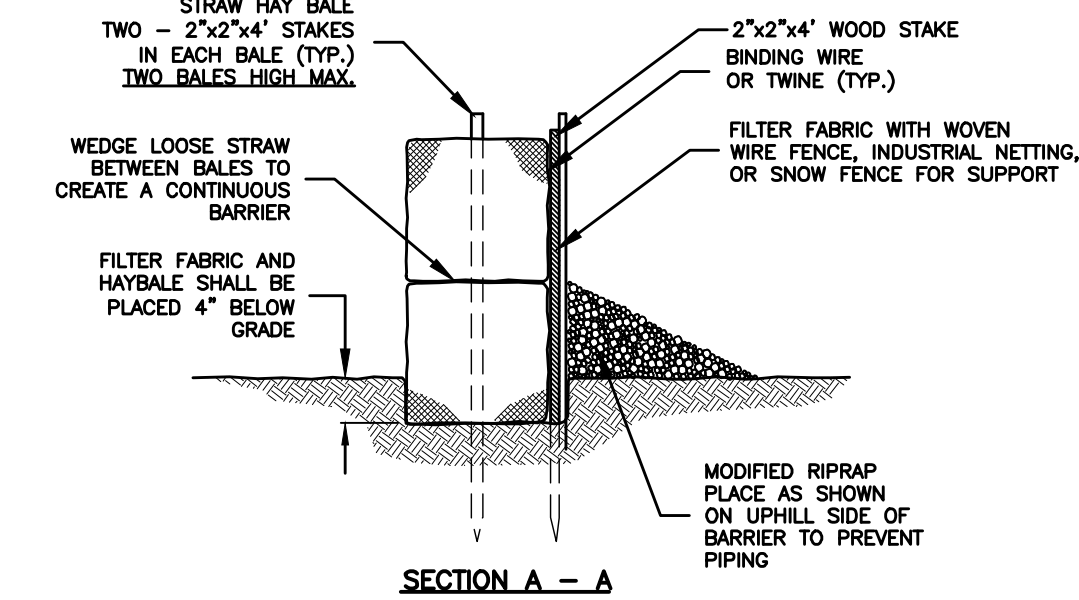 STRAW HAY BALE
TWO - 2"x2"x4' STAKES
IN EACH BALE (TYP.)
TWO BALES HIGH MAX.
2"x2"x4' WOOD STAKE
BINDING WIRE
OR TWINE (TYP.)
FILTER FABRIC WITH WOVEN
WIRE FENCE, INDUSTRIAL NETTING,
OR SNOW FENCE FOR SUPPORT
WEDGE LOOSE STRAW
BETWEEN BALES TO
CREATE A CONTINUOUS
BARRIER
FILTER FABRIC AND
HAYBALE SHALL BE
PLACED 4" BELOW
GRADE
MODIFIED RIPRAP
PLACE AS SHOWN
ON UPHILL SIDE OF
BARRIER TO PREVENT
PIPING
SECTION A - A